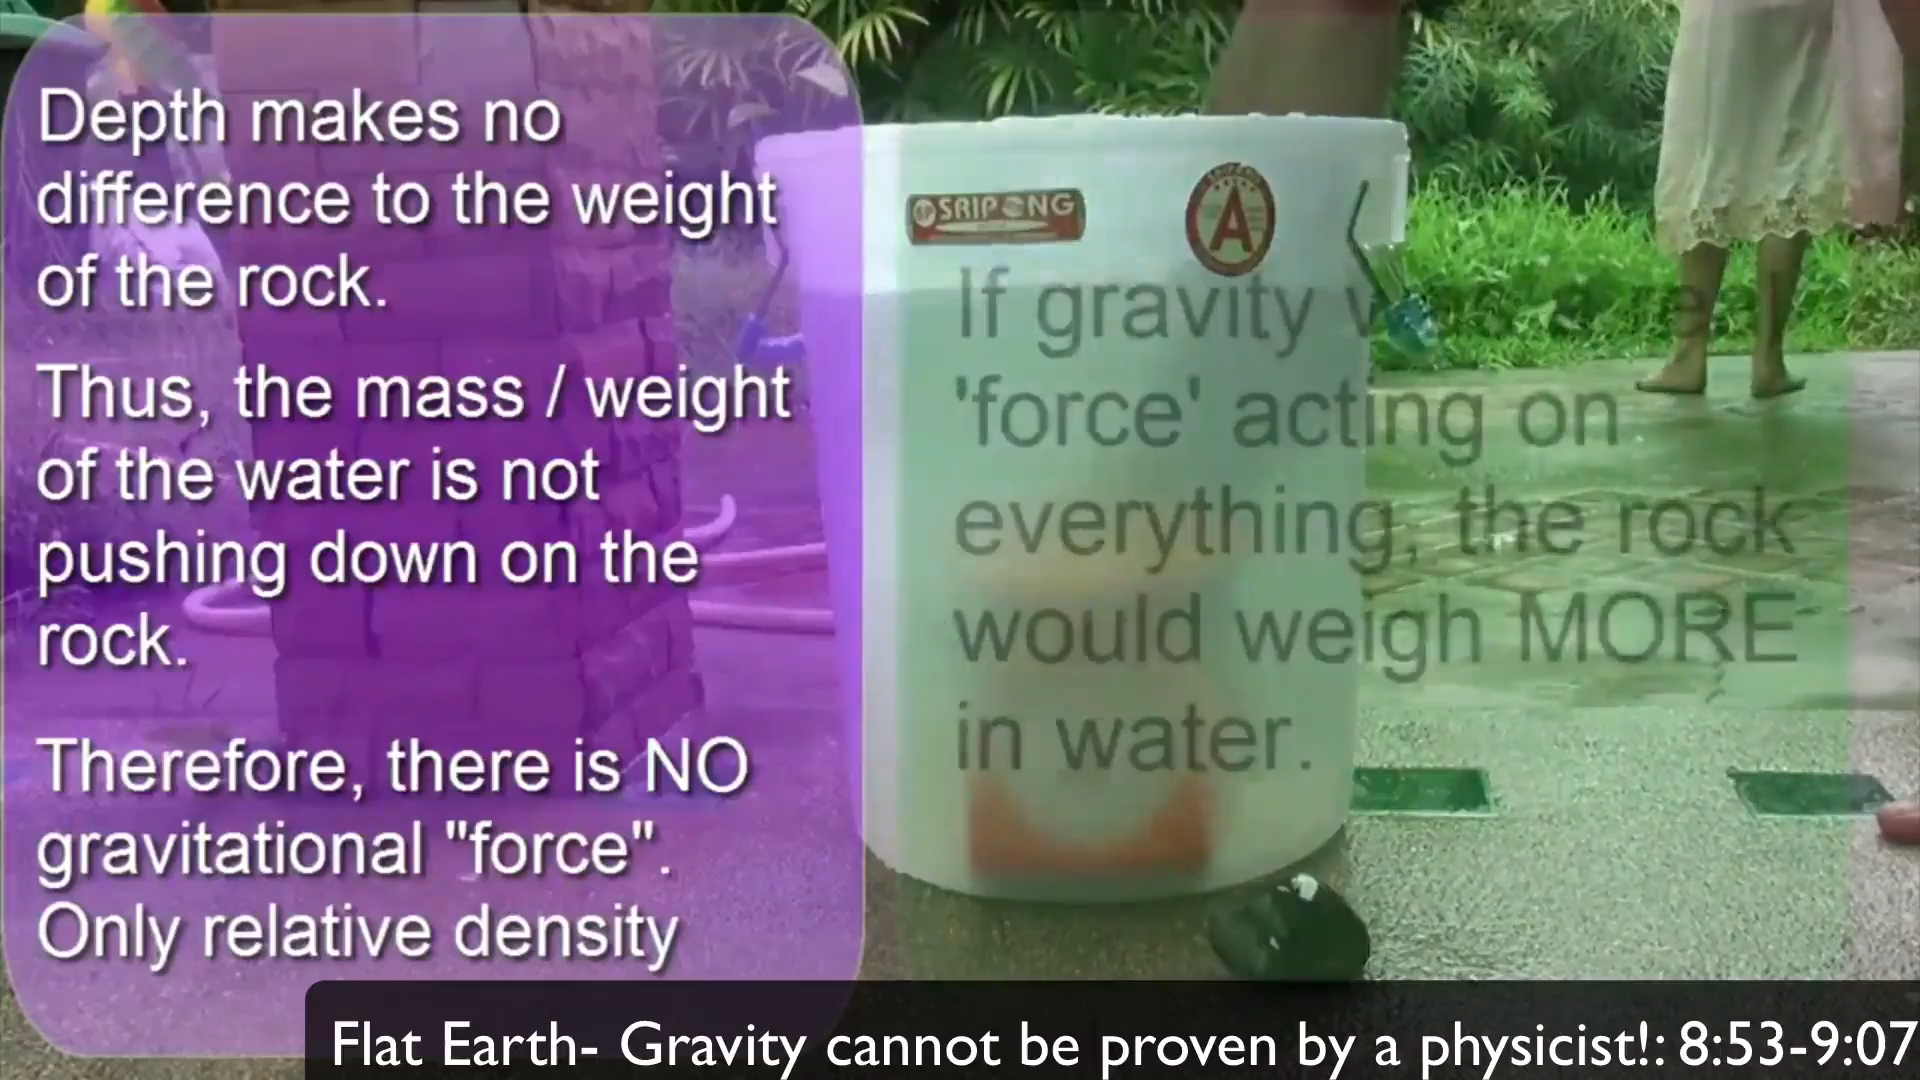 Depth makes no
difference to the weight
of the rock.
Thus, the mass / weight
of the water is not
pushing down on the
rock.
Therefore, there is NO
gravitational "force".
Only relative density
SRIPONG
A
If gravity was a real
'force' acting on
everything, the rock
would weigh MORE
in water.
Flat Earth- Gravity cannot be proven by a physicist!: 8:53-9:07